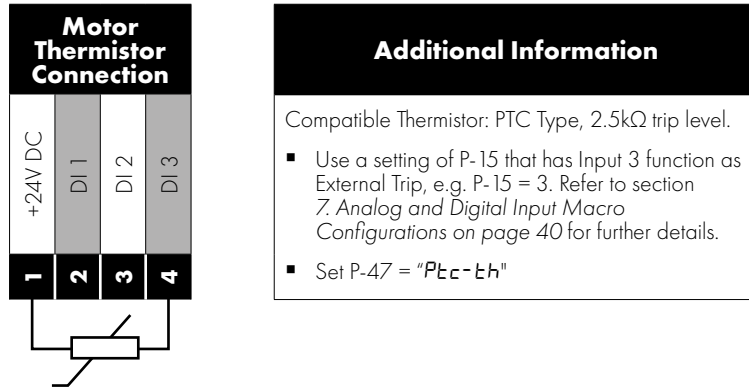 Motor
Thermistor
Connection
+24V DC
DI 1
DI 2
DI 3
1
2
3
4
Additional Information
Compatible Thermistor: PTC Type, 2.5kΩ trip level.
▪ Use a setting of P-15 that has Input 3 function as
External Trip, e.g. P-15 = 3. Refer to section
7. Analog and Digital Input Macro
Configurations on page 40 for further details.
▪ Set P-47 = “Ptc-th"